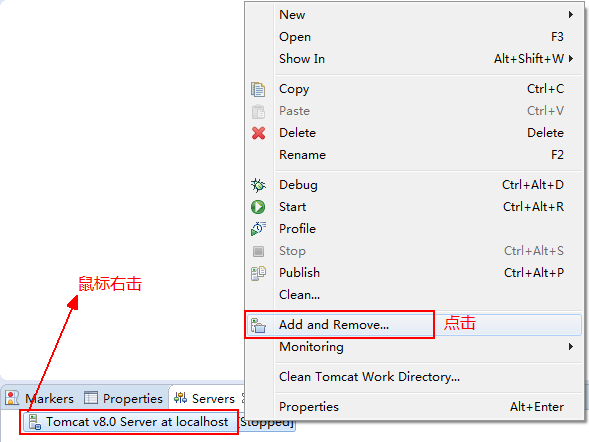 New
Open F3
Show In Alt+Shift+W
Copy Ctrl+C
Paste Ctrl+V
Delete Delete
Rename F2
Debug Ctrl+Alt+D
Start Ctrl+Alt+R
Profile
Stop Ctrl+Alt+S
Publish Ctrl+Alt+P
Clean...
Add and Remove... 点击
Monitoring
Clean Tomcat Work Directory...
Properties Alt+Enter
鼠标右击
Markers Properties Servers
Tomcat v8.0 Server at localhost Stopped]